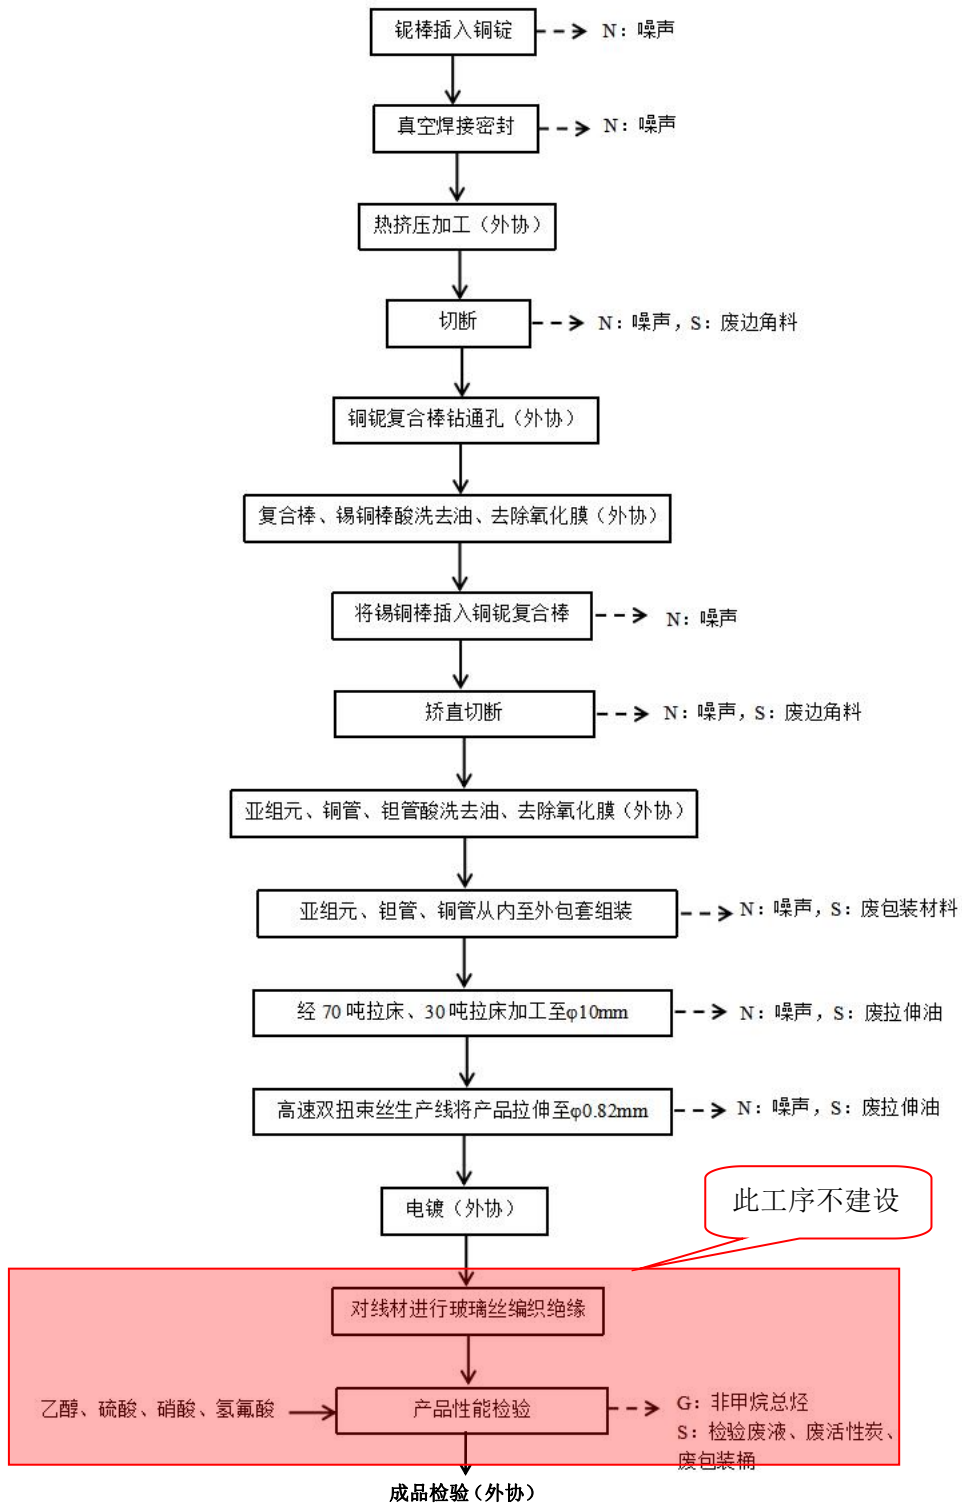 铌棒插入铜锭
N：噪声
真空焊接密封
N：噪声
热挤压加工（外协）
切断
N：噪声，S：废边角料
铜铌复合棒钻通孔（外协）
复合棒、锡铜棒酸洗去油、去除氧化膜（外协）
将锡铜棒插入铜铌复合棒
N：噪声
矫直切断
N：噪声，S：废边角料
亚组元、铜管、钽管酸洗去油、去除氧化膜（外协）
亚组元、钽管、铜管从内至外包套组装
N：噪声，S：废包装材料
经 70 吨拉床、30 吨拉床加工至φ10mm
N：噪声，S：废拉伸油
高速双扭束丝生产线将产品拉伸至φ0.82mm
N：噪声，S：废拉伸油
此工序不建设
电镀（外协）
对线材进行玻璃丝编织绝缘
乙醇、硫酸、硝酸、氢氟酸
产品性能检验
G：非甲烷总烃
S：检验废液、废活性炭、
废包装桶
成品检验（外协）